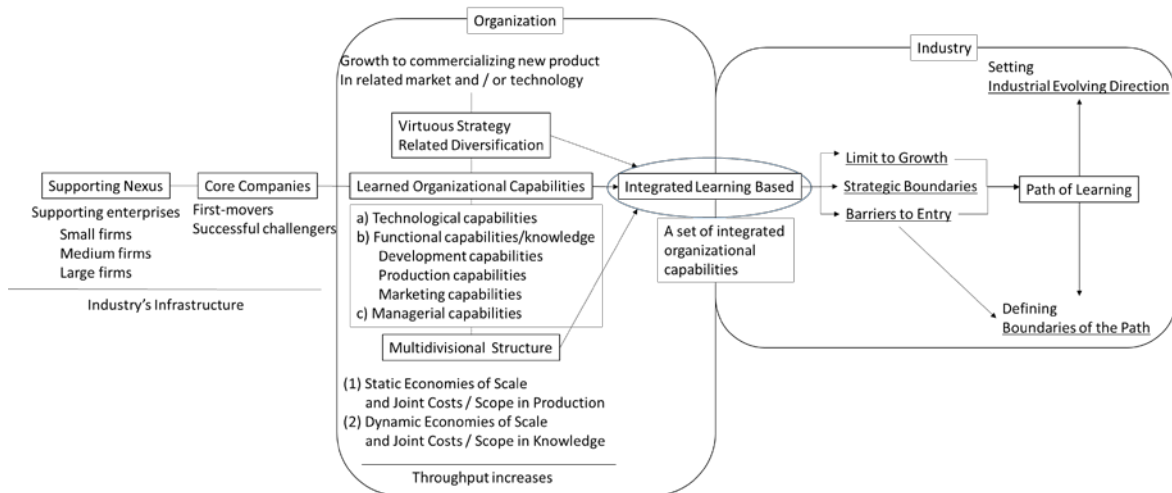 Organization
Growth to commercializing new product
In related market and / or technology
Virtuous Strategy
Related Diversification
Supporting Nexus
Supporting enterprises
Small firms
Medium firms
Large firms
Core Companies
First-movers
Successful challengers
Industry's Infrastructure
Learned Organizational Capabilities
a) Technological capabilities
b) Functional capabilities/knowledge
Development capabilities
Production capabilities
Marketing capabilities
c) Managerial capabilities
Multidivisional Structure
(1) Static Economies of Scale
and Joint Costs / Scope in Production
(2) Dynamic Economies of Scale
and Joint Costs / Scope in Knowledge
Throughput increases
Integrated Learning Based
A set of integrated
organizational
capabilities
Industry
Limit to Growth
Strategic Boundaries
Barriers to Entry
Setting
Industrial Evolving Direction
Path of Learning
Defining
Boundaries of the Path